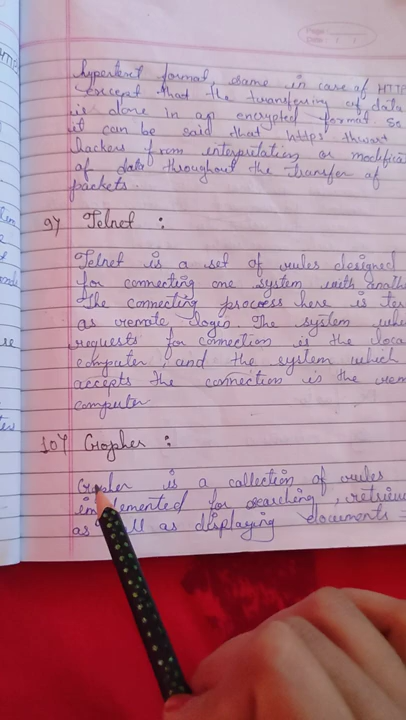 Page
Date / /
hypertext format, same in case of HTTP
except that the transferring of data
is done in an encrypted format so
it can be said that https thwart
hackers from interpretation or modifica
of data throughout the transfer of
packets.
9) Telnet :
Telnet is a set of rules designed
for connecting one system with anoth
The connecting process here is te
as remote login. The system whi
requests for connection is the loca
computer and the system which
accepts the connection is the rem
computer
10) Gopher :
Gopher is a collection of rules
implemented for searching, retriev
as well as displaying documents